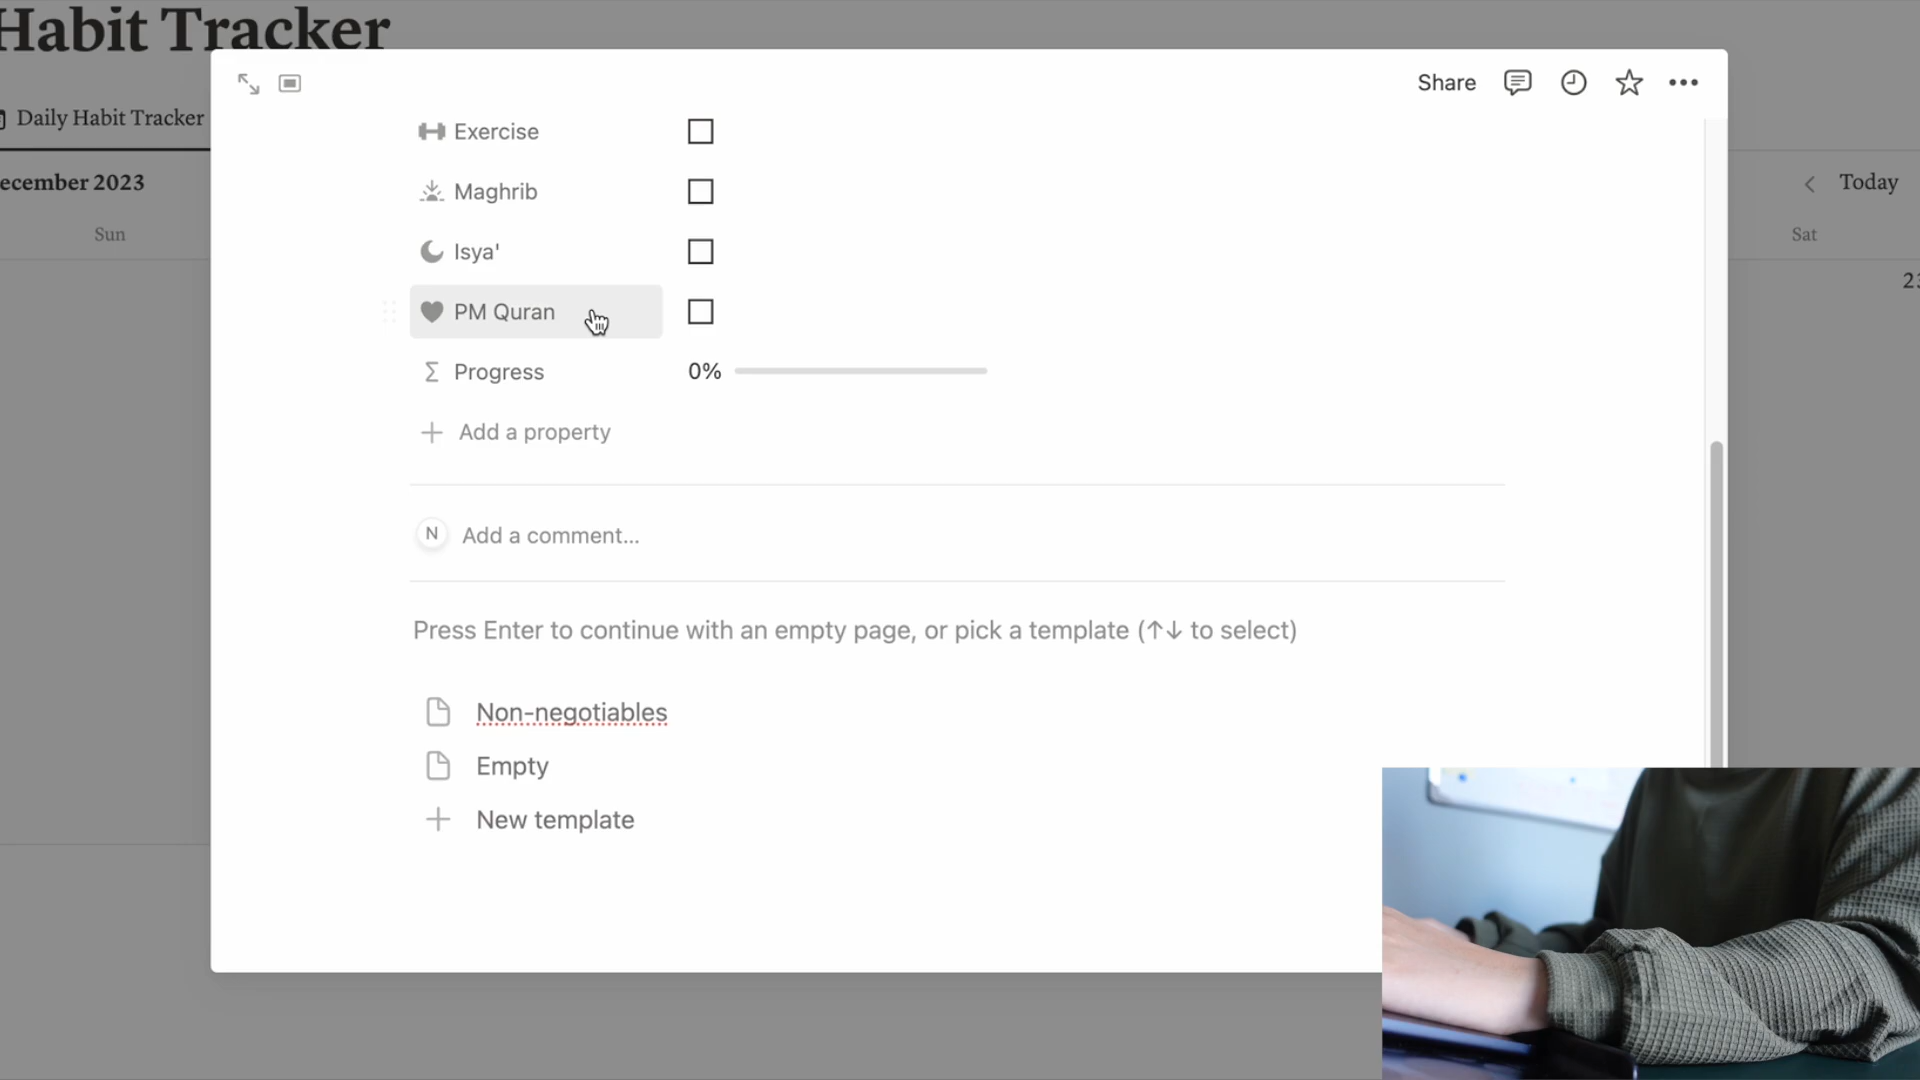 Habit Tracker
Daily Habit Tracker
ecember 2023
Sun
Share
Today
Sat
Exercise
Maghrib
Isya'
PM Quran
Progress 0%
Add a property
N Add a comment...
Press Enter to continue with an empty page, or pick a template (↑↓ to select)
Non-negotiables
Empty
New template